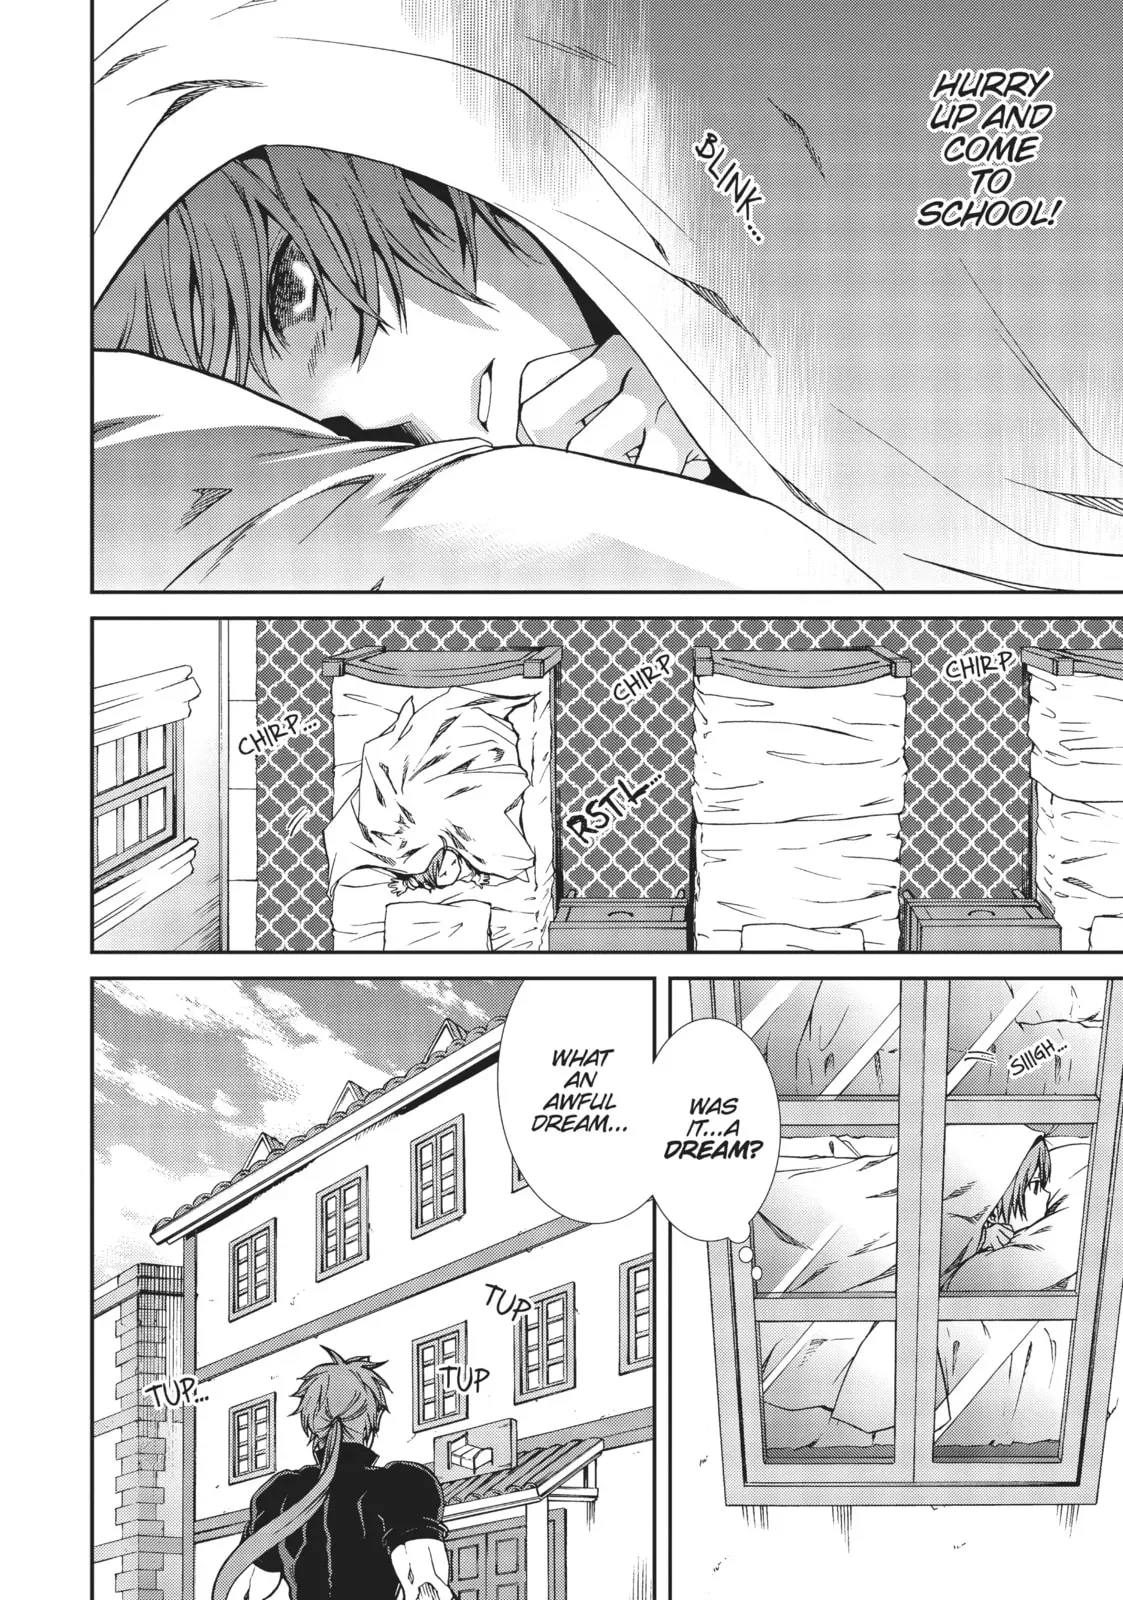 HURRY
UP AND
COME
TO
SCHOOL!
BLINK...
CHIRP
CHIRP
CHIRP...
RSTL...
SIIIGH...
WAS
IT...A
DREAM?
WHAT
AN
AWFUL
DREAM...
TUP
TUP
TUP...